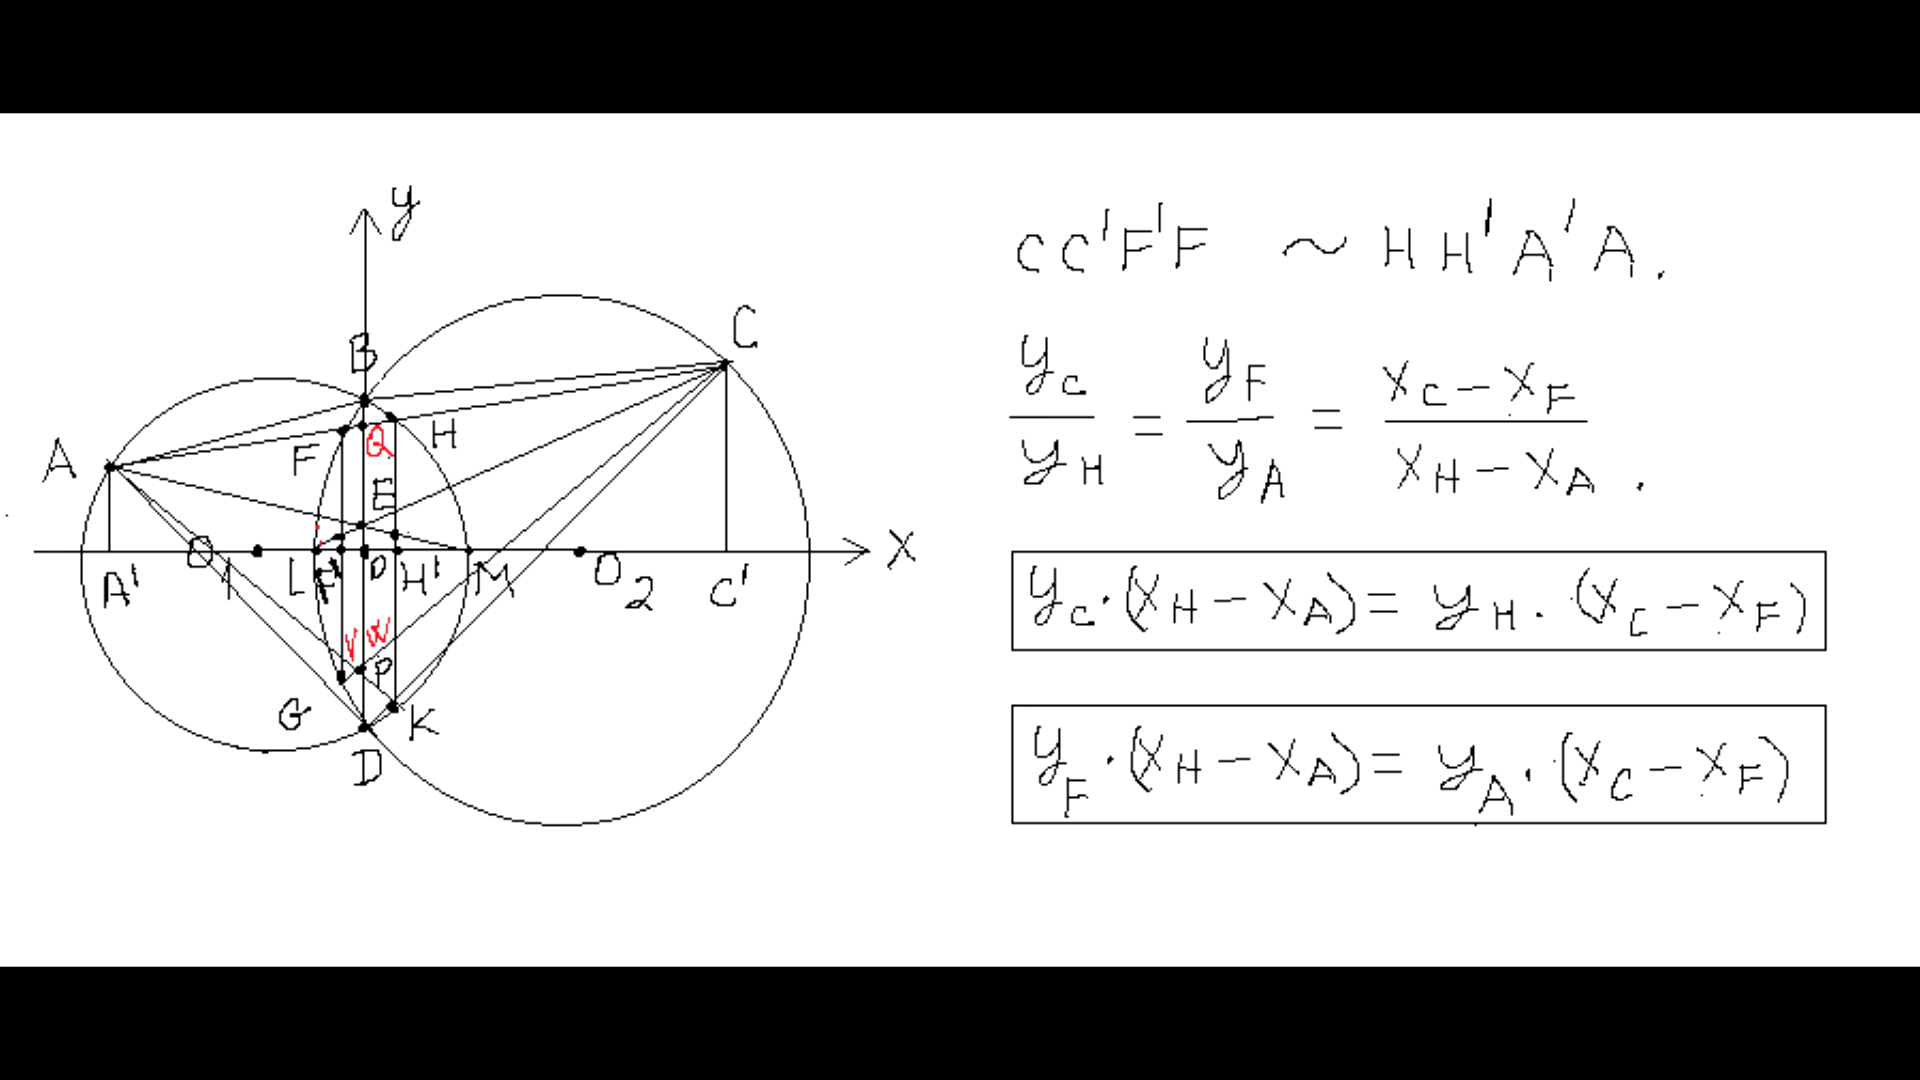 y
B
C
A
F
Q
H
E
X
A'
O1
L
F'
O
H'
M
O2
C'
V
W
P
G
K
D
CC'F'F ~ HH'A'A.
yC/yH = yF/yA = (xC-xF)/(xH-xA).
yC·(xH-xA)=yH·(xC-xF)
yF·(xH-xA)=yA·(xC-xF)